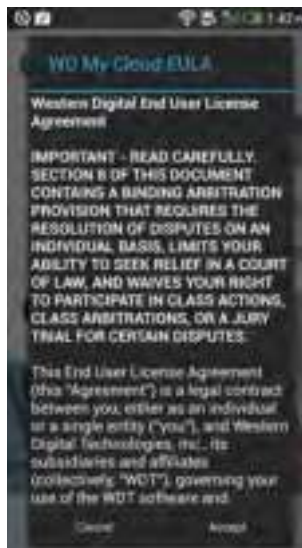 WD My Cloud EULA
Western Digital End User License
Agreement
IMPORTANT - READ CAREFULLY.
SECTION 8 OF THIS DOCUMENT
CONTAINS A BINDING ARBITRATION
PROVISION THAT REQUIRES THE
RESOLUTION OF DISPUTES ON AN
INDIVIDUAL BASIS, LIMITS YOUR
ABILITY TO SEEK RELIEF IN A COURT
OF LAW, AND WAIVES YOUR RIGHT
TO PARTICIPATE IN CLASS ACTIONS,
CLASS ARBITRATIONS, OR A JURY
TRIAL FOR CERTAIN DISPUTES.
This End User License Agreement
(this "Agreement") is a legal contract
between you, either as an individual
or a single entity ("you"), and Western
Digital Technologies, Inc., its
subsidiaries and affiliates
(collectively, "WDT"), governing your
use of the WDT software and
Cancel Accept